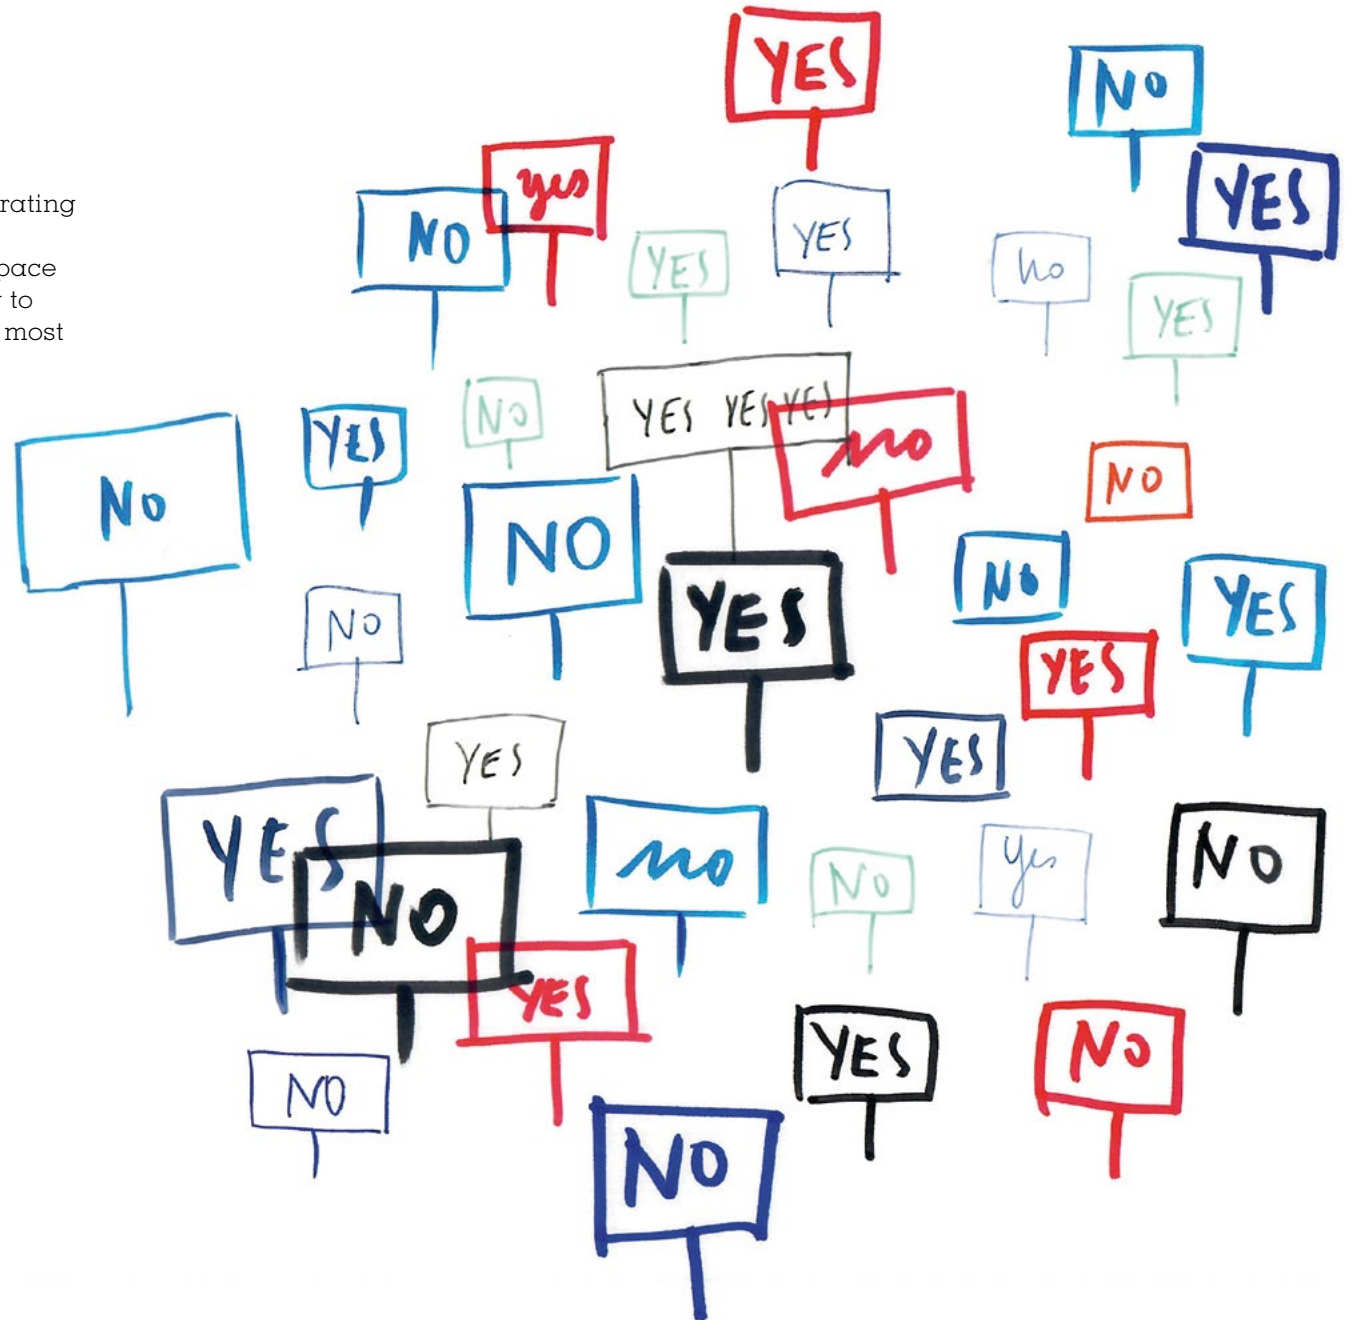 YES
NO
yes
YES
NO
rating
YES
YES
no
pace
YES
to
most
NO
YES
YES YES YES
no
NO
NO
NO
NO
YES
NO
YES
NO
YES
YES
YES
YES
no
NO
yes
NO
NO
YES
YES
NO
NO
NO